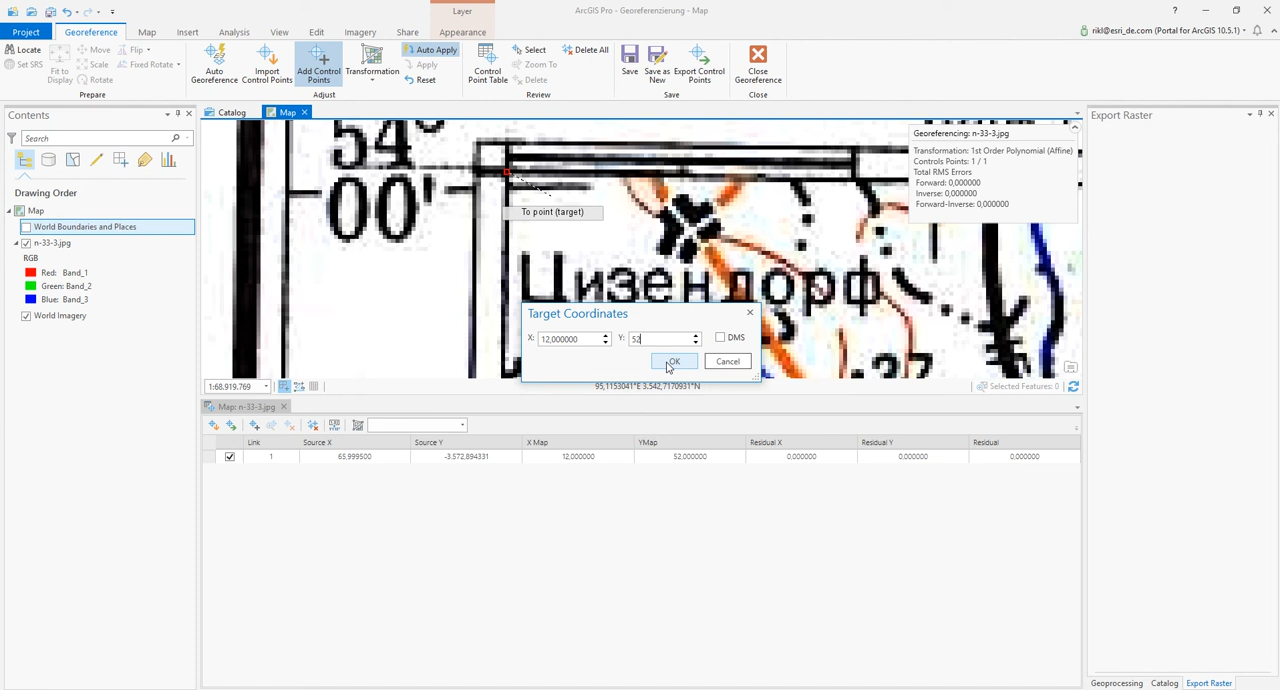 ArcGIS Pro - Georeferenzierung - Map
Layer
Project
Georeference
Map
Insert
Analysis
View
Edit
Imagery
Share
Appearance
rikl@esri_de.com (Portal for ArcGIS 10.5.1)
Locate
Set SRS
Fit to Display
Move
Scale
Rotate
Flip
Fixed Rotate
Prepare
Auto Georeference
Import Control Points
Add Control Points
Transformation
Auto Apply
Apply
Reset
Adjust
Control Point Table
Select
Zoom To
Delete
Delete All
Review
Save
Save as New
Export Control Points
Save
Close Georeference
Close
Contents
Search
Drawing Order
Map
World Boundaries and Places
n-33-3.jpg
RGB
Red: Band_1
Green: Band_2
Blue: Band_3
World Imagery
Catalog
Map
54°
00'
To point (target)
Цизендорф
37
Georeferencing: n-33-3.jpg
Transformation: 1st Order Polynomial (Affine)
Controls Points: 1 / 1
Total RMS Errors
Forward: 0,000000
Inverse: 0,000000
Forward-Inverse: 0,000000
Target Coordinates
X: 12,000000 Y: 52 DMS
OK Cancel
1:68.919.769
95,1153041°E 3.542,7170931°N
Selected Features: 0
Map: n-33-3.jpg
Link Source X Source Y X Map YMap Residual X Residual Y Residual
1 65,999500 -3.572,894331 12,000000 52,000000 0,000000 0,000000 0,000000
Export Raster
Geoprocessing Catalog Export Raster